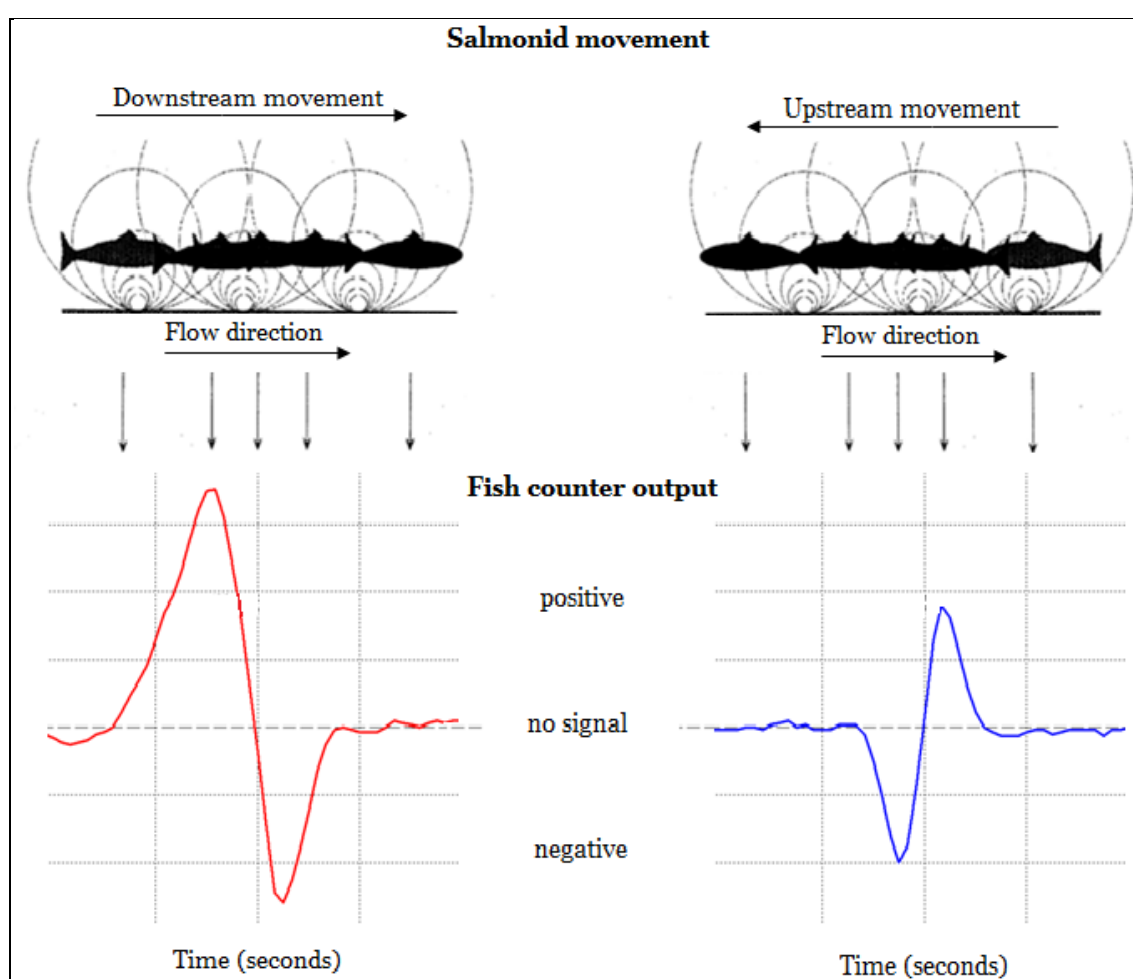 Salmonid movement
Downstream movement
Upstream movement
Flow direction
Flow direction
Fish counter output
positive
no signal
negative
Time (seconds)
Time (seconds)